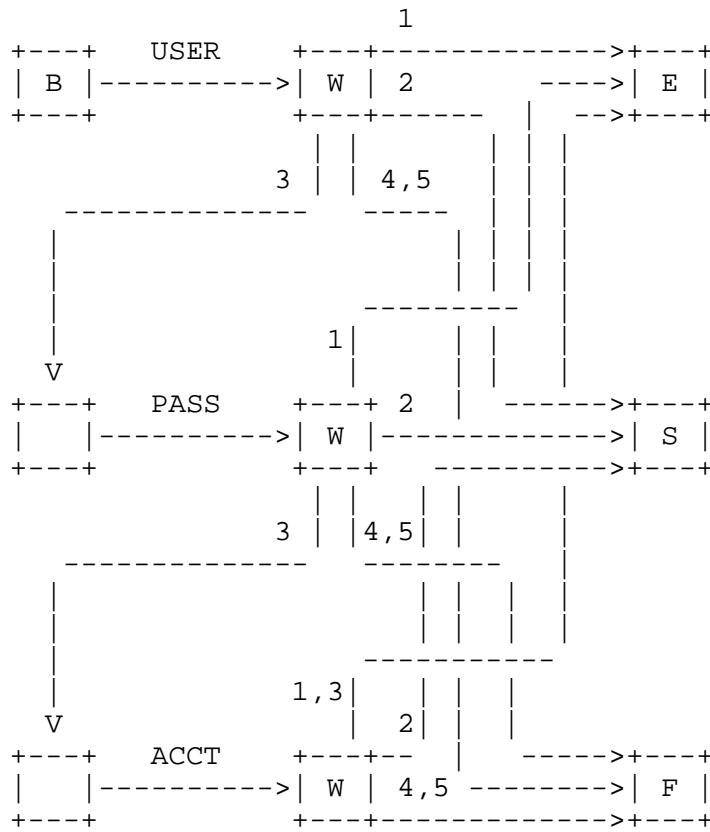 1
USER
B W 2 E
3 4,5
1
V
PASS 2
W S
3 4,5
1,3
V 2
ACCT
W 4,5 F